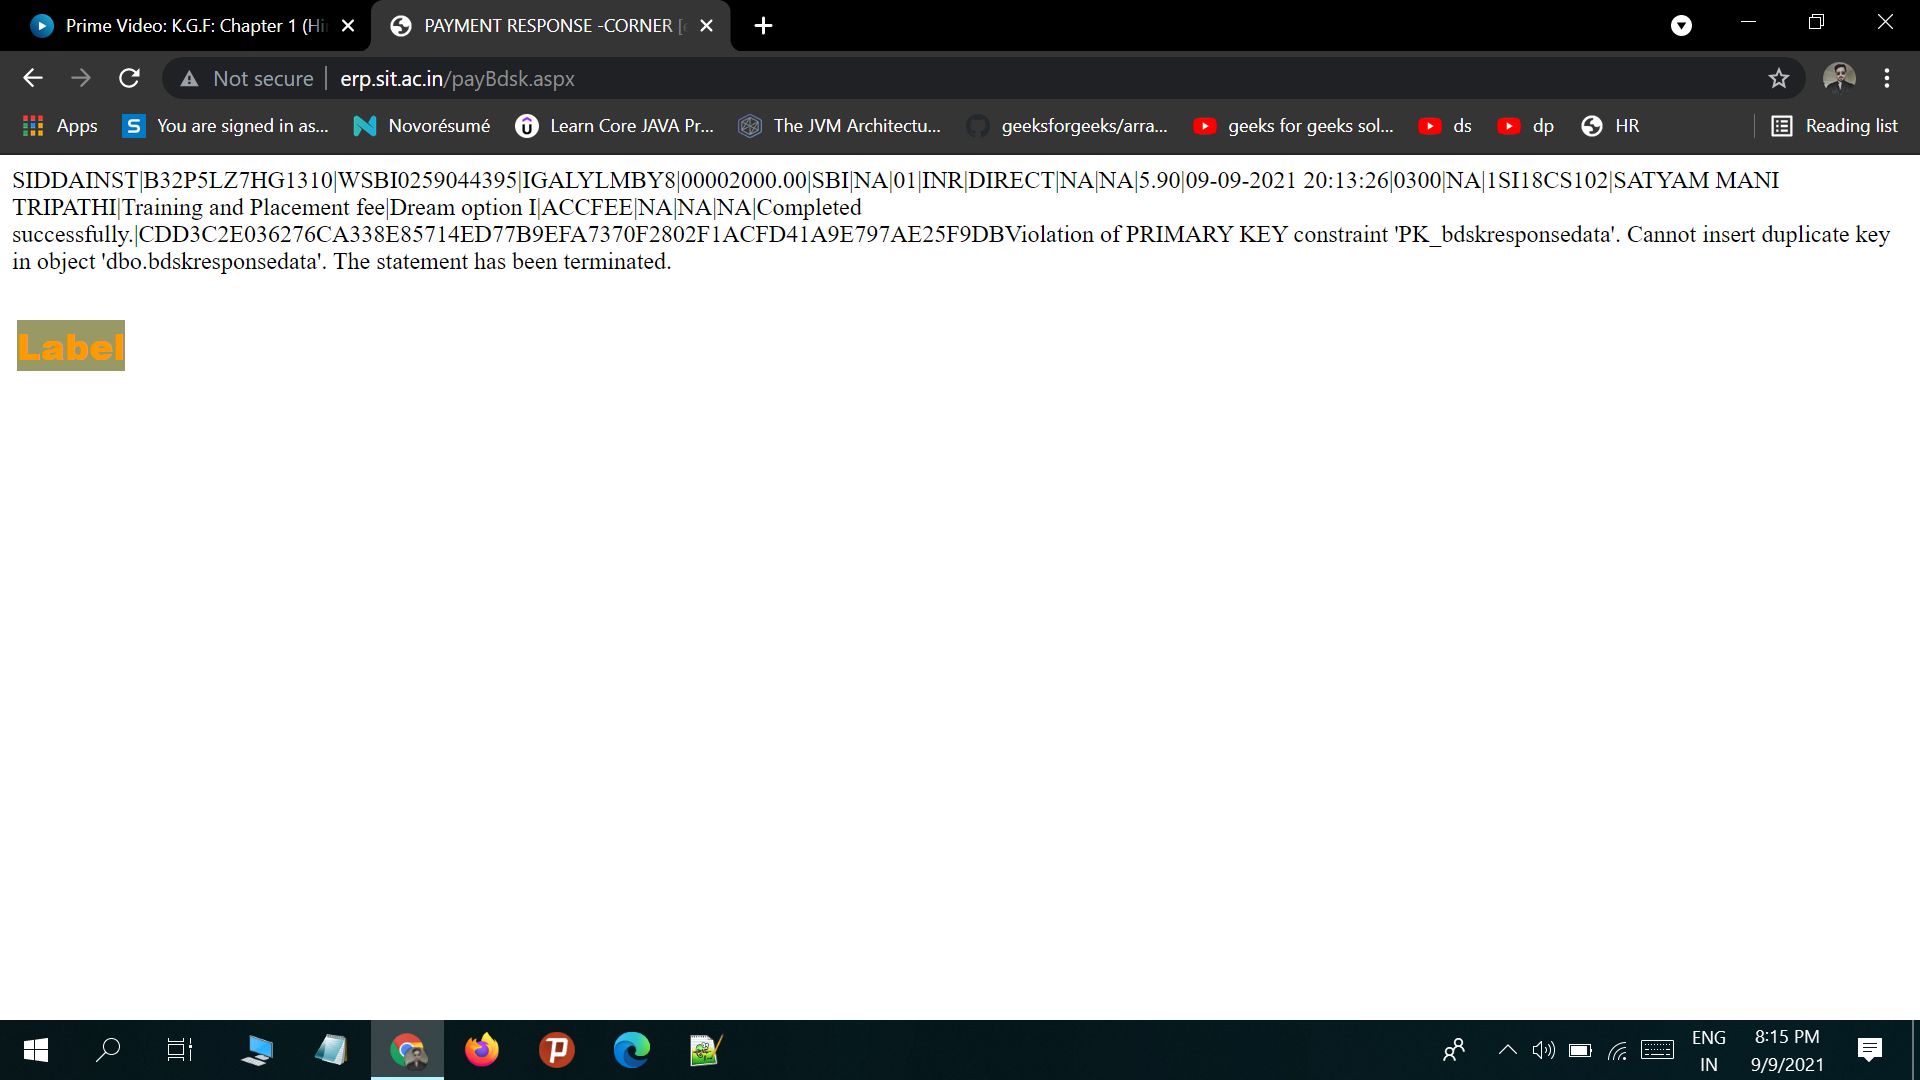 Prime Video: K.G.F: Chapter 1 (Hi
PAYMENT RESPONSE -CORNER [
Not secure
erp.sit.ac.in/payBdsk.aspx
Apps
You are signed in as...
Novorésumé
Learn Core JAVA Pr...
The JVM Architectu...
geeksforgeeks/arra...
geeks for geeks sol...
ds
dp
HR
Reading list
SIDDAINST|B32P5LZ7HG1310|WSBI0259044395|IGALYLMBY8|00002000.00|SBI|NA|01|INR|DIRECT|NA|NA|5.90|09-09-2021 20:13:26|0300|NA|1SI18CS102|SATYAM MANI
TRIPATHI|Training and Placement fee|Dream option I|ACCFEE|NA|NA|NA|Completed
successfully.|CDD3C2E036276CA338E85714ED77B9EFA7370F2802F1ACFD41A9E797AE25F9DBViolation of PRIMARY KEY constraint 'PK_bdskresponsedata'. Cannot insert duplicate key
in object 'dbo.bdskresponsedata'. The statement has been terminated.
Label
ENG
IN
8:15 PM
9/9/2021